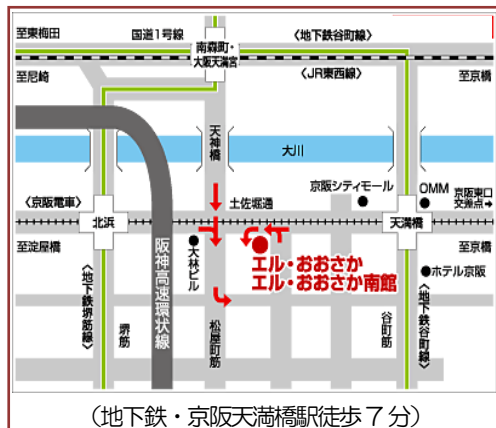 至東梅田
国道1号線
南森町・
大阪天満宮
〈地下鉄谷町線〉
至尼崎
〈JR東西線〉
至京橋
天神橋
大川
京阪シティモール
OMM
京阪東口
交差点→
〈京阪電車〉
土佐堀通
北浜
天満橋
至淀屋橋
阪神高速環状線
大林ビル
エル・おおさか
エル・おおさか南館
至京橋
ホテル京阪
〈地下鉄堺筋線〉
堺筋
松屋町筋
谷町筋
〈地下鉄谷町線〉
（地下鉄・京阪天満橋駅徒歩７分）